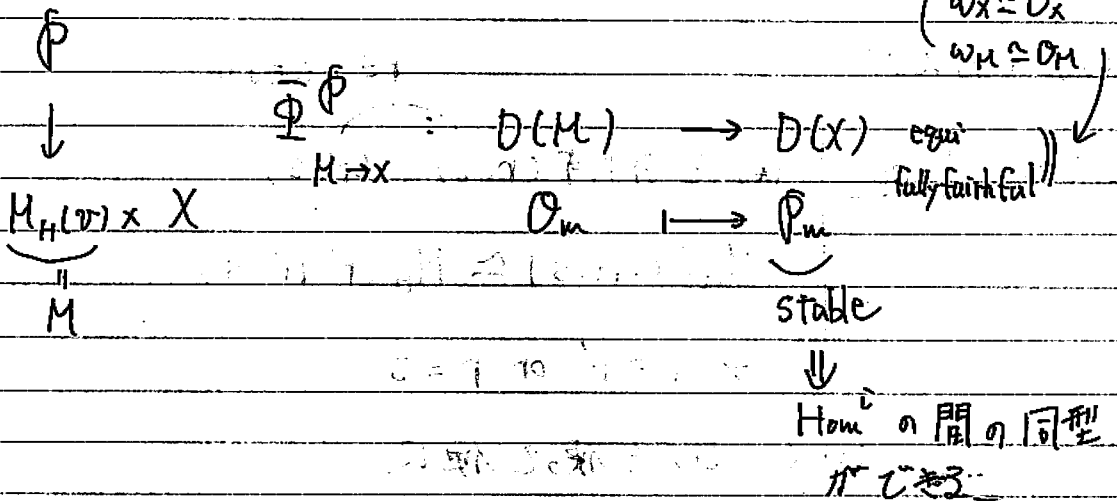 ω_X ≃ O_X
ω_M ≃ O_M
𝒫
↓
Φ^𝒫_{M→X} : D(M) → D(X) equi
fully faithful
M_H(v) × X
O_m ↦ 𝒫_m
||
M
stable
⇓
Hom^i の間の同型
ができる